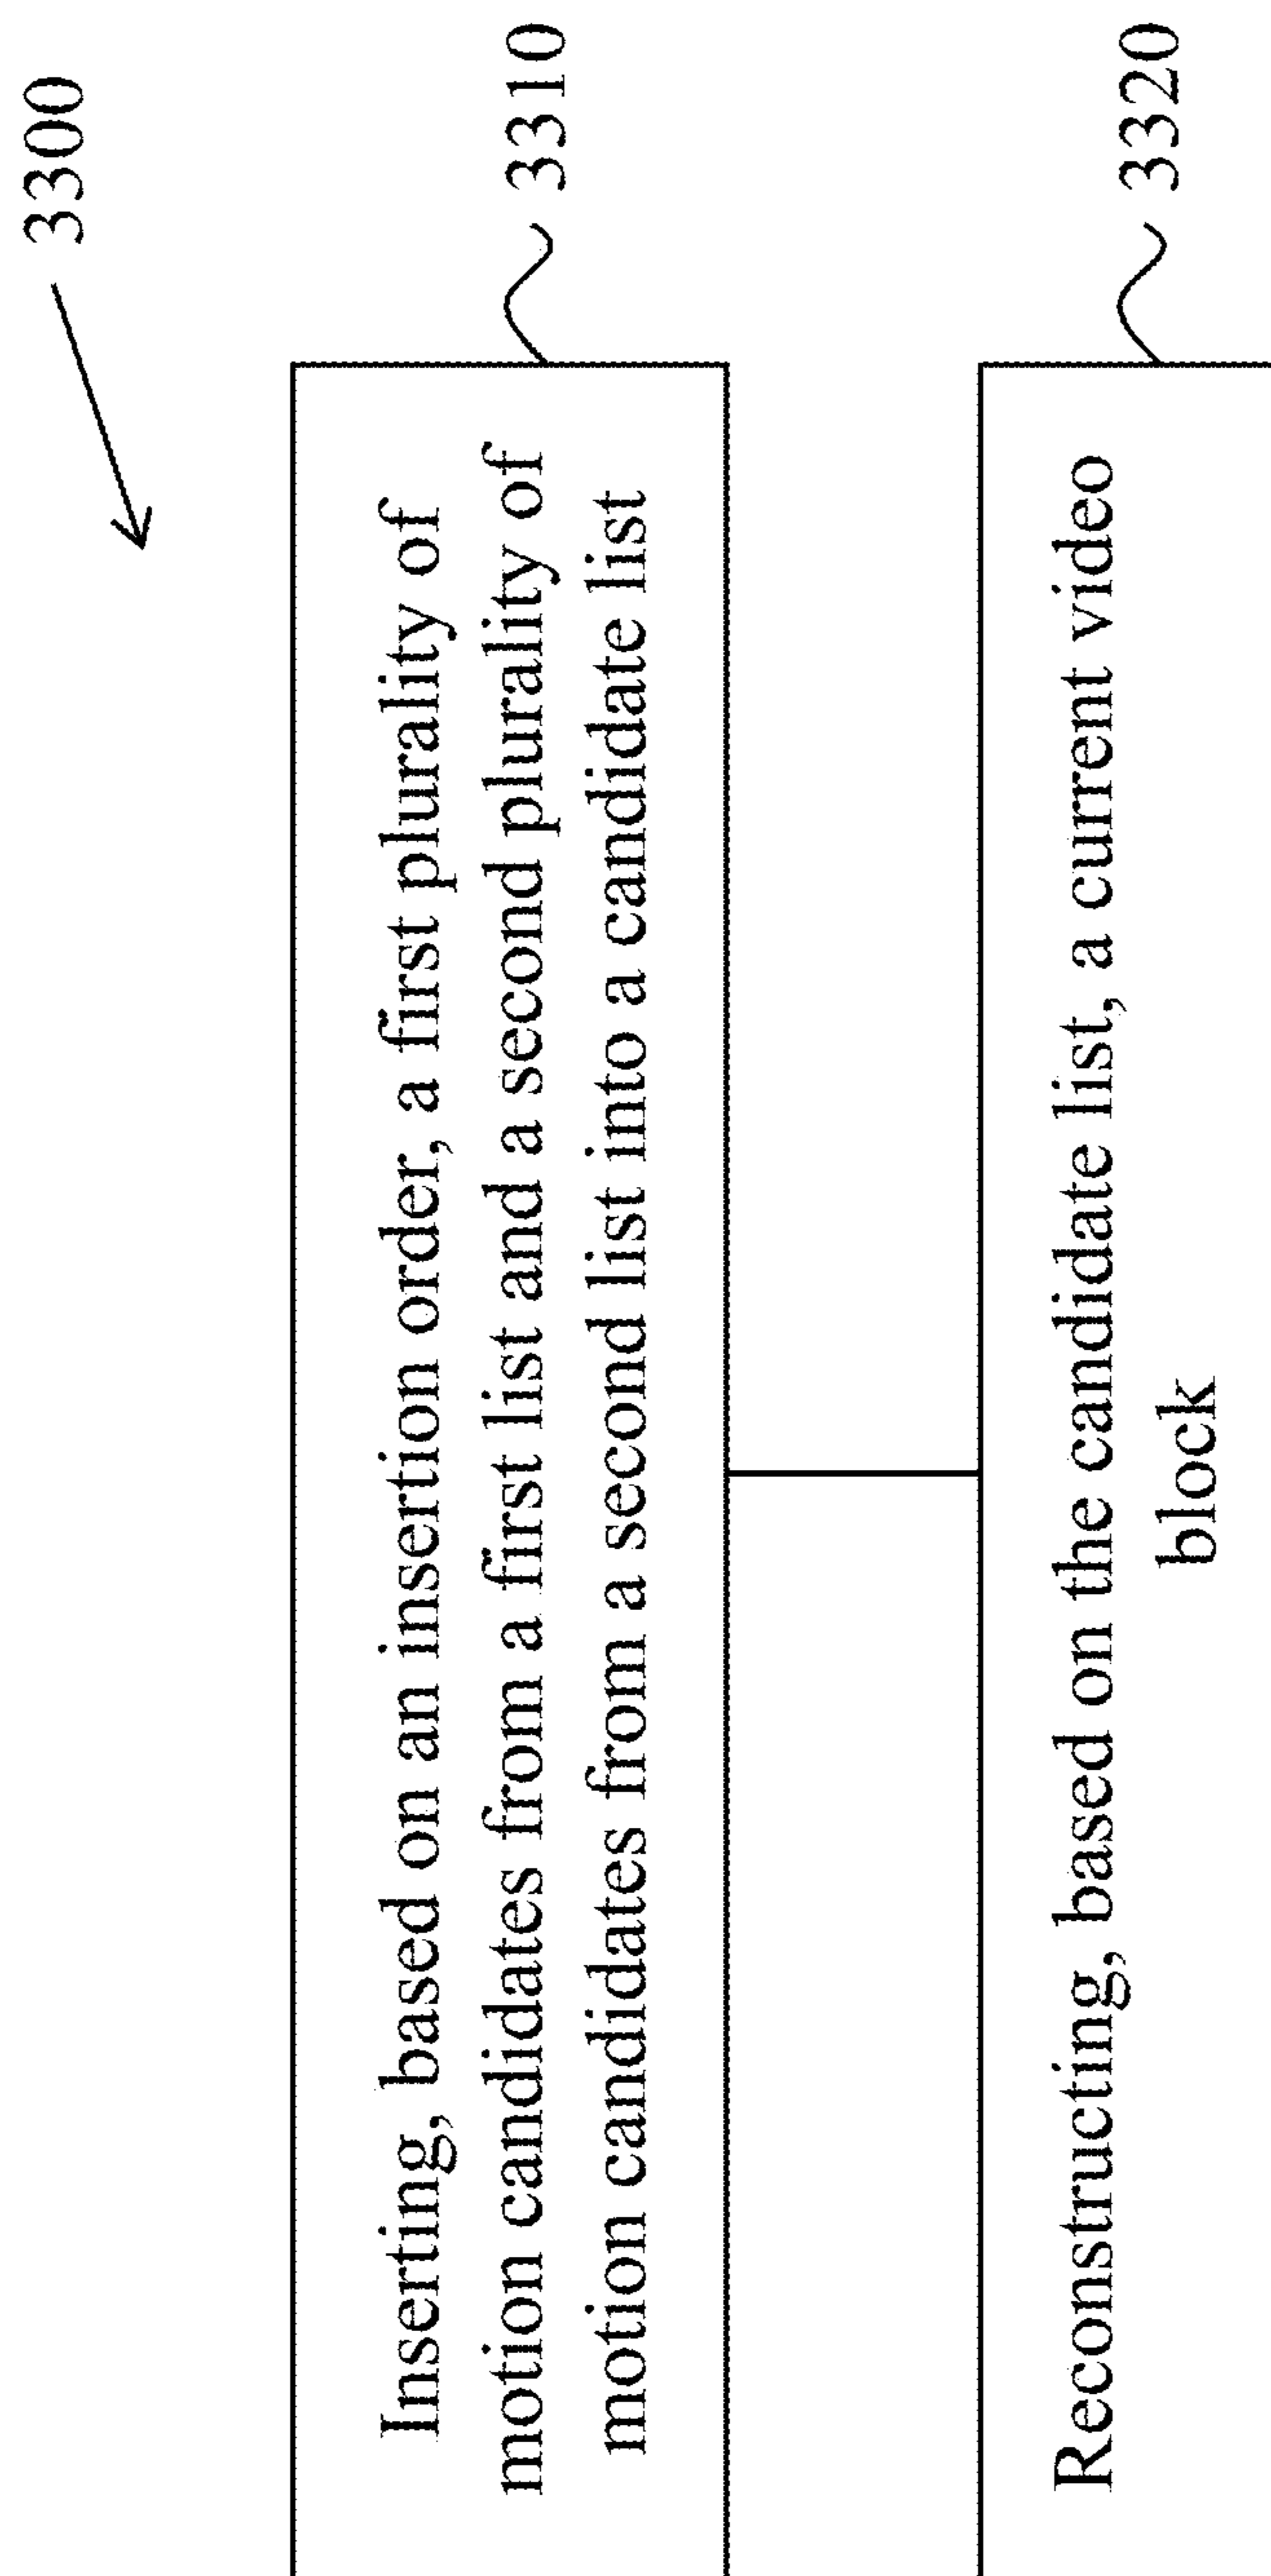 3300
Inserting, based on an insertion order, a first plurality of
motion candidates from a first list and a second plurality of
motion candidates from a second list into a candidate list
3310
Reconstructing, based on the candidate list, a current video
block
3320